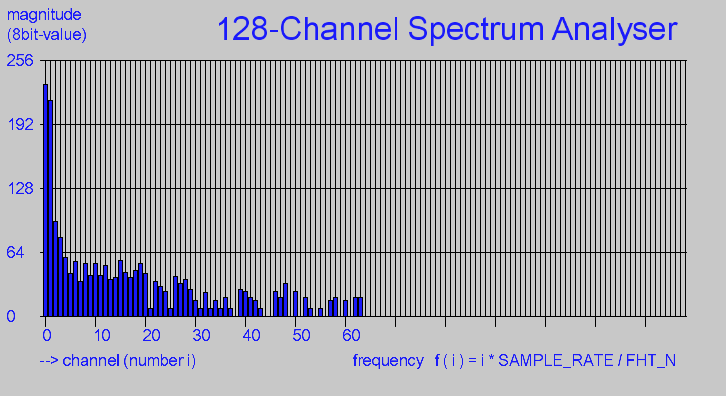 magnitude
(8bit-value)
128-Channel Spectrum Analyser
256
192
128
64
0
0 10 20 30 40 50 60
--> channel (number i)
frequency f ( i ) = i * SAMPLE_RATE / FHT_N